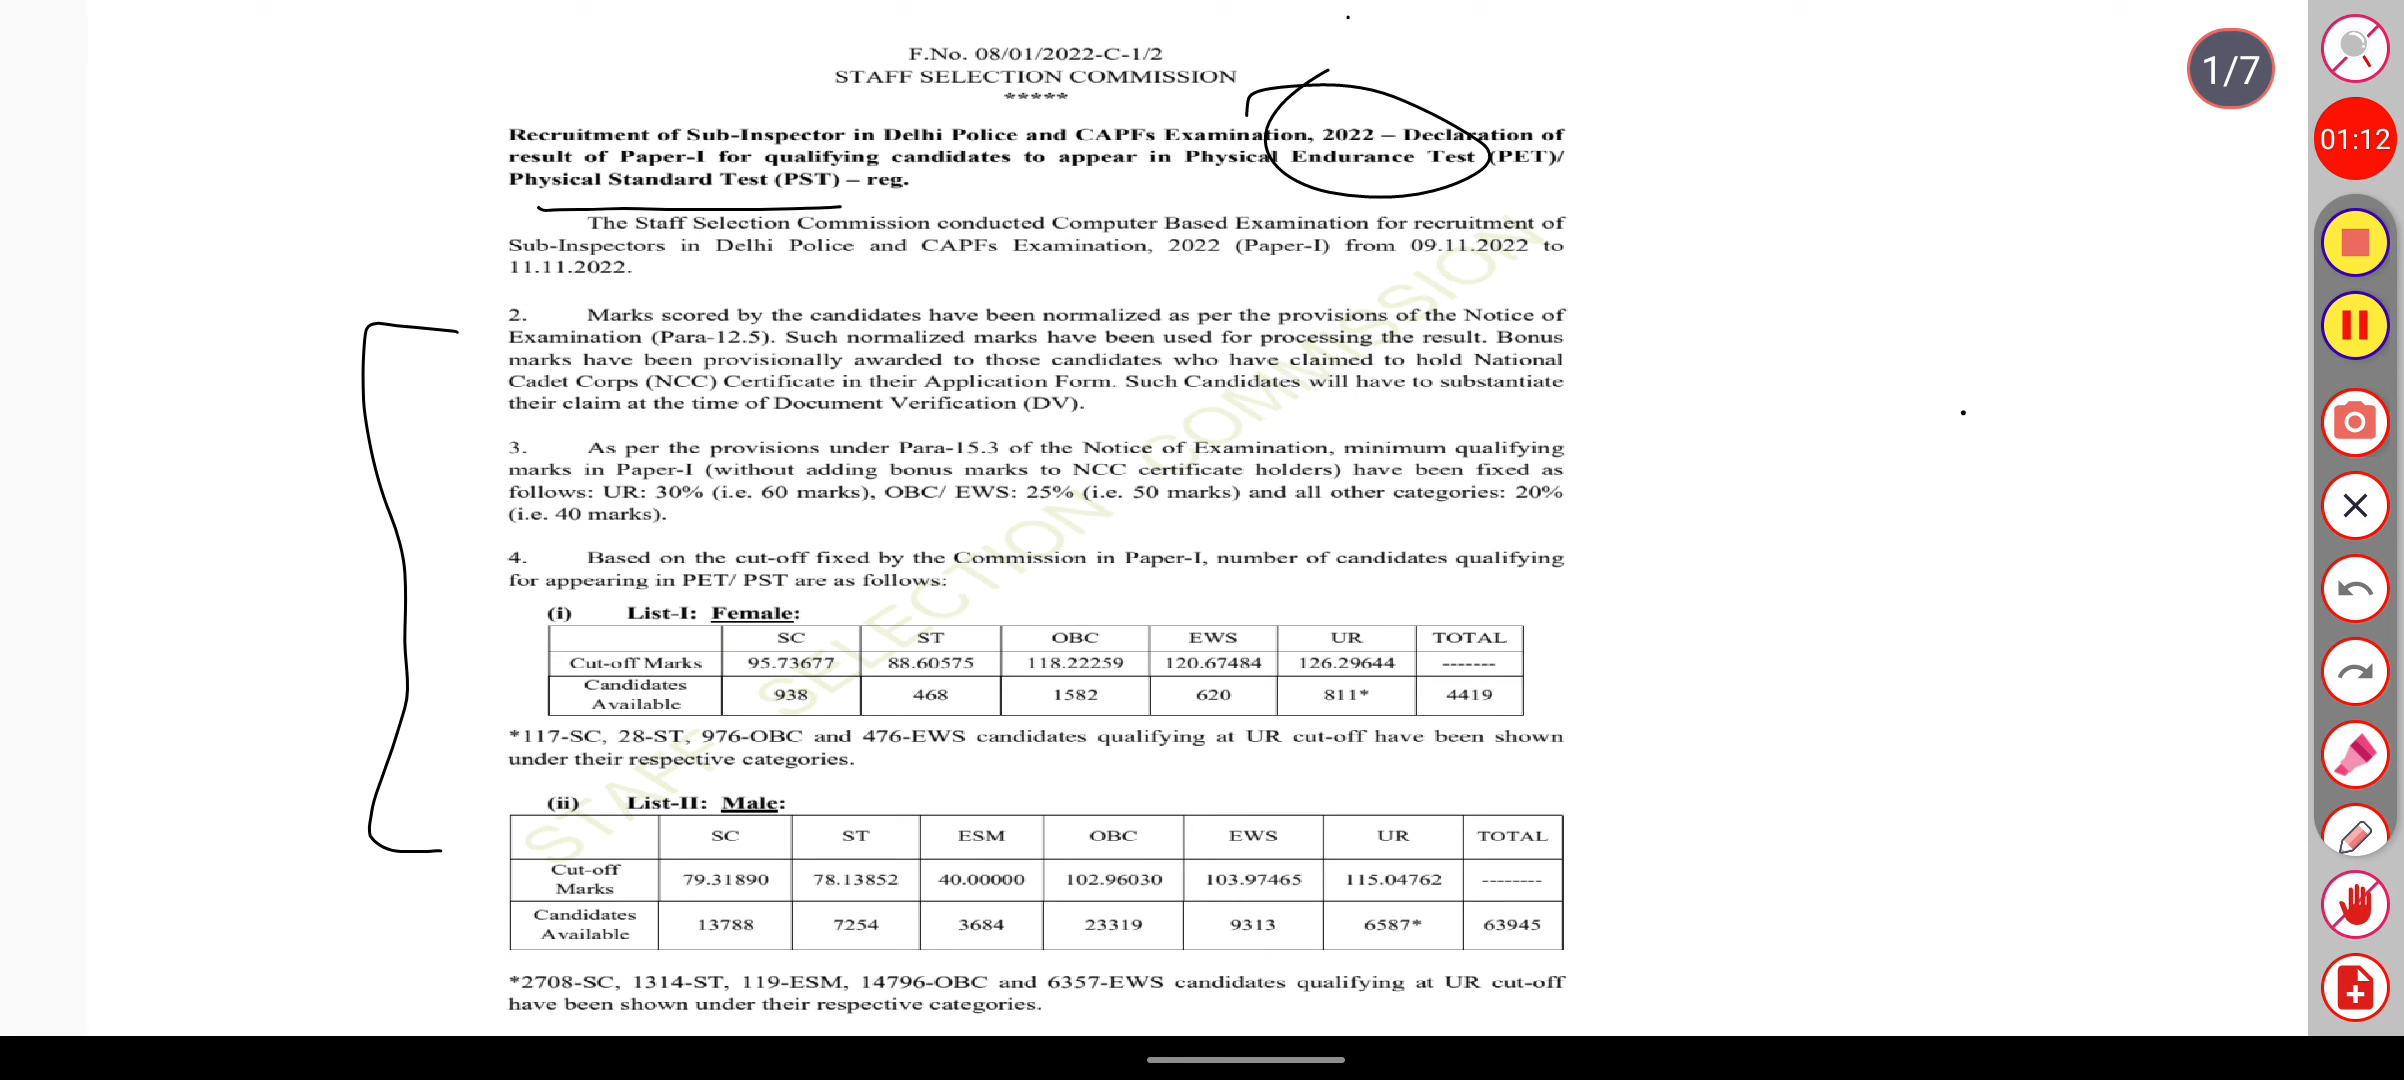 F.No. 08/01/2022-C-1/2
STAFF SELECTION COMMISSION
*****
Recruitment of Sub-Inspector in Delhi Police and CAPFs Examination, 2022 – Declaration of
result of Paper-I for qualifying candidates to appear in Physical Endurance Test (PET)/
Physical Standard Test (PST) – reg.
The Staff Selection Commission conducted Computer Based Examination for recruitment of
Sub-Inspectors in Delhi Police and CAPFs Examination, 2022 (Paper-I) from 09.11.2022 to
11.11.2022.
2. Marks scored by the candidates have been normalized as per the provisions of the Notice of
Examination (Para-12.5). Such normalized marks have been used for processing the result. Bonus
marks have been provisionally awarded to those candidates who have claimed to hold National
Cadet Corps (NCC) Certificate in their Application Form. Such Candidates will have to substantiate
their claim at the time of Document Verification (DV).
3. As per the provisions under Para-15.3 of the Notice of Examination, minimum qualifying
marks in Paper-I (without adding bonus marks to NCC certificate holders) have been fixed as
follows: UR: 30% (i.e. 60 marks), OBC/ EWS: 25% (i.e. 50 marks) and all other categories: 20%
(i.e. 40 marks).
4. Based on the cut-off fixed by the Commission in Paper-I, number of candidates qualifying
for appearing in PET/ PST are as follows:
(i) List-I: Female:
SC ST OBC EWS UR TOTAL
Cut-off Marks 95.73677 88.60575 118.22259 120.67484 126.29644 -------
Candidates
Available 938 468 1582 620 811* 4419
*117-SC, 28-ST, 976-OBC and 476-EWS candidates qualifying at UR cut-off have been shown
under their respective categories.
(ii) List-II: Male:
SC ST ESM OBC EWS UR TOTAL
Cut-off
Marks 79.31890 78.13852 40.00000 102.96030 103.97465 115.04762 --------
Candidates
Available 13788 7254 3684 23319 9313 6587* 63945
*2708-SC, 1314-ST, 119-ESM, 14796-OBC and 6357-EWS candidates qualifying at UR cut-off
have been shown under their respective categories.
STAFF SELECTION COMMISSION
1/7
01:12